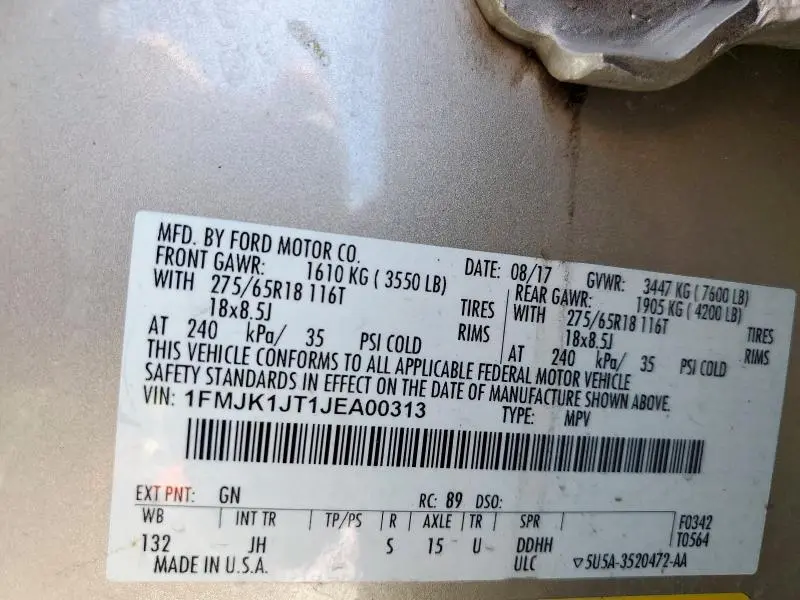 MFD. BY FORD MOTOR CO. DATE: 08/17 GVWR: 3447 KG ( 7600 LB)
FRONT GAWR: 1610 KG ( 3550 LB) REAR GAWR: 1905 KG ( 4200 LB)
WITH 275/65R18 116T TIRES WITH 275/65R18 116T TIRES
18x8.5J RIMS 18x8.5J RIMS
AT 240 kPa/ 35 PSI COLD AT 240 kPa/ 35 PSI COLD
THIS VEHICLE CONFORMS TO ALL APPLICABLE FEDERAL MOTOR VEHICLE
SAFETY STANDARDS IN EFFECT ON THE DATE OF MANUFACTURE SHOWN ABOVE.
VIN: 1FMJK1JT1JEA00313 TYPE: MPV
EXT PNT: GN RC: 89 DSO:
WB INT TR TP/PS R AXLE TR SPR F0342
132 JH S 15 U DDHH T0564
MADE IN U.S.A. ULC ▽5U5A-3520472-AA